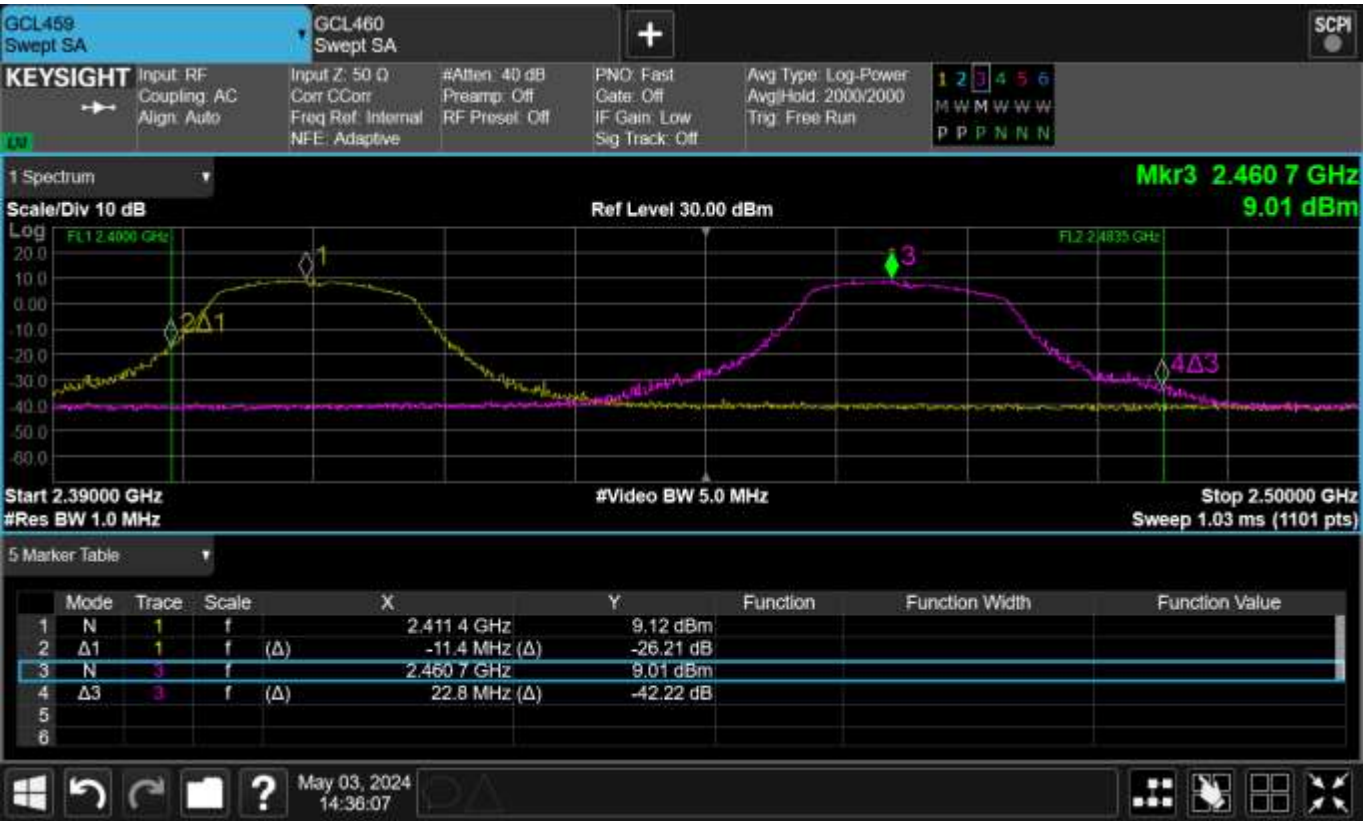 GCL459
Swept SA
GCL460
Swept SA
+
SCPI
KEYSIGHT
Input: RF
Coupling: AC
Align: Auto
Input Z: 50 Ω
Corr CCorr
Freq Ref: Internal
NFE: Adaptive
#Atten: 40 dB
Preamp: Off
RF Presel: Off
PNO: Fast
Gate: Off
IF Gain: Low
Sig Track: Off
Avg Type: Log-Power
Avg|Hold: 2000/2000
Trig: Free Run
1 2 3 4 5 6
M W M W W W
P P P N N N
LNI
1 Spectrum
Mkr3 2.460 7 GHz
Scale/Div 10 dB
Ref Level 30.00 dBm
9.01 dBm
Log
FL1 2.4000 GHz
FL2 2.4835 GHz
1
3
20.0
10.0
0.00
-10.0
2Δ1
-20.0
4Δ3
-30.0
-40.0
-50.0
-60.0
Start 2.39000 GHz
#Video BW 5.0 MHz
Stop 2.50000 GHz
#Res BW 1.0 MHz
Sweep 1.03 ms (1101 pts)
5 Marker Table
Mode Trace Scale X Y Function Function Width Function Value
1 N 1 f 2.411 4 GHz 9.12 dBm
2 Δ1 1 f (Δ) -11.4 MHz (Δ) -26.21 dB
3 N 3 f 2.460 7 GHz 9.01 dBm
4 Δ3 3 f (Δ) 22.8 MHz (Δ) -42.22 dB
5
6
?
May 03, 2024
14:36:07